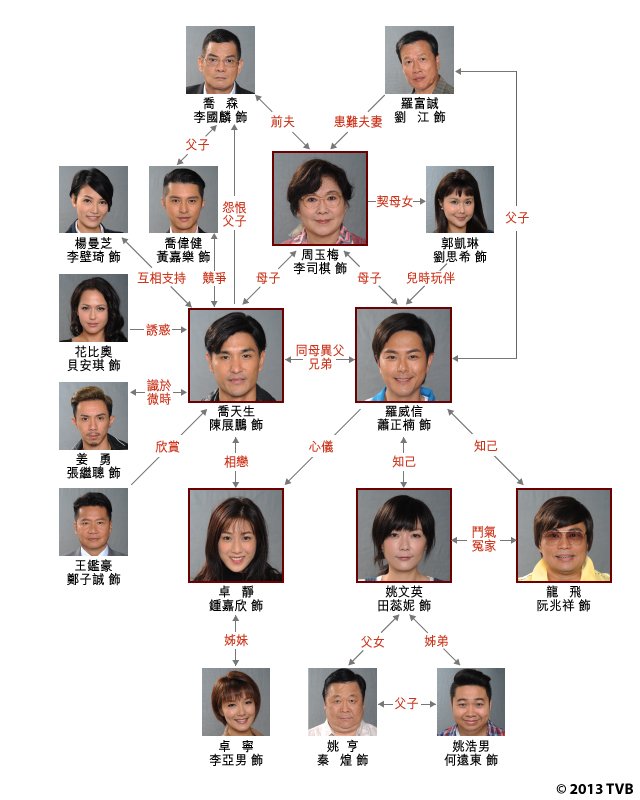 喬　森
李國麟 飾
羅富誠
劉　江 飾
前夫
患難夫妻
父子
楊曼芝
李壁琦 飾
喬偉健
黃嘉樂 飾
怨恨
父子
周玉梅
李司棋 飾
契母女
郭凱琳
劉思希 飾
父子
互相支持
競爭
母子
母子
兒時玩伴
花比奧
貝安琪 飾
誘惑
喬天生
陳展鵬 飾
同母異父
兄弟
羅威信
蕭正楠 飾
姜　勇
張繼聰 飾
識於
微時
欣賞
相戀
心儀
知己
知己
王鑑豪
鄭子誠 飾
卓　靜
鍾嘉欣 飾
姚文英
田蕊妮 飾
鬥氣
冤家
龍　飛
阮兆祥 飾
姊妹
父女
姊弟
卓　寧
李亞男 飾
姚　亨
秦　煌 飾
父子
姚浩男
何遠東 飾
© 2013 TVB